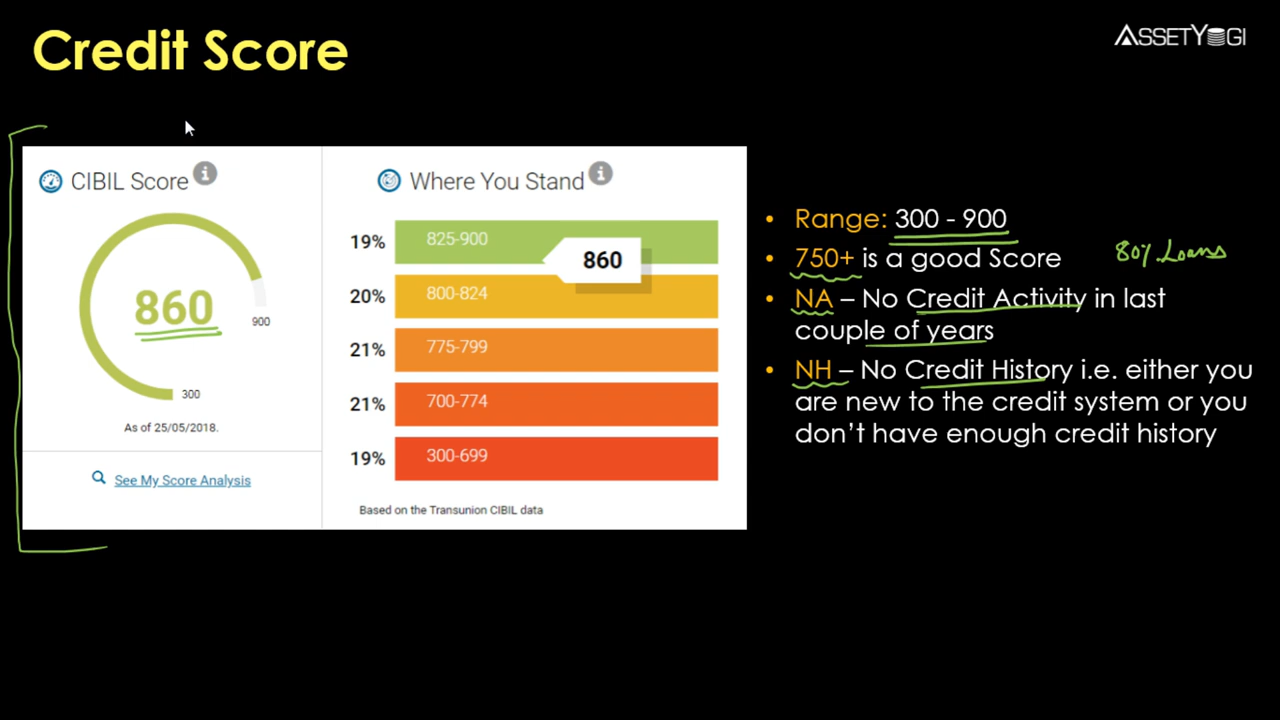 Credit Score
ASSETYOGI
CIBIL Score
860
900
300
As of 25/05/2018.
See My Score Analysis
Where You Stand
19% 825-900
860
20% 800-824
21% 775-799
21% 700-774
19% 300-699
Based on the Transunion CIBIL data
• Range: 300 - 900
• 750+ is a good Score
80% Loans
• NA – No Credit Activity in last
couple of years
• NH – No Credit History i.e. either you
are new to the credit system or you
don't have enough credit history